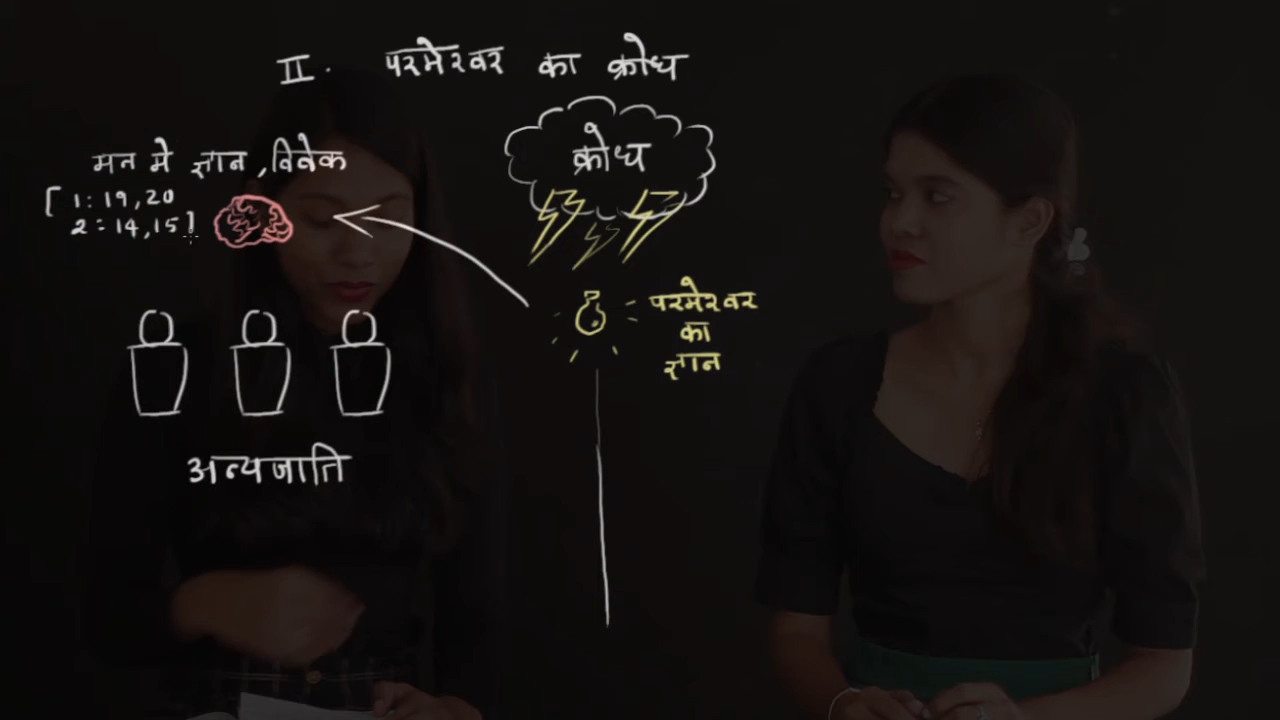 II. परमेश्वर का क्रोध
क्रोध
मन मे ज्ञान, विवेक
[ 1:19,20
2:14,15]
परमेश्वर
का
ज्ञान
अन्यजाति